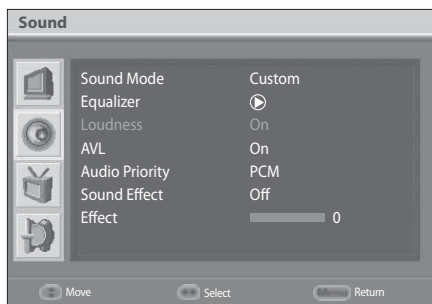 Sound
Sound Mode Custom
Equalizer
Loudness On
AVL On
Audio Priority PCM
Sound Effect Off
Effect 0
Move Select Menu Return